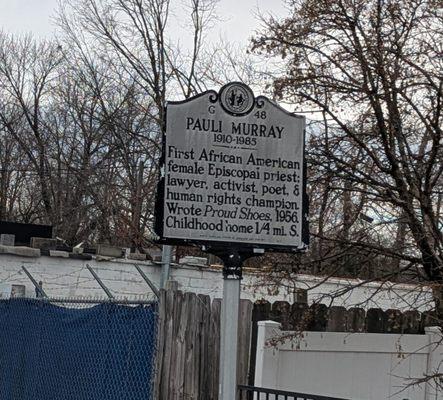 G 48
PAULI MURRAY
1910-1985
First African American
female Episcopal priest;
lawyer, activist, poet, &
human rights champion.
Wrote Proud Shoes, 1956.
Childhood home 1/4 mi. S.